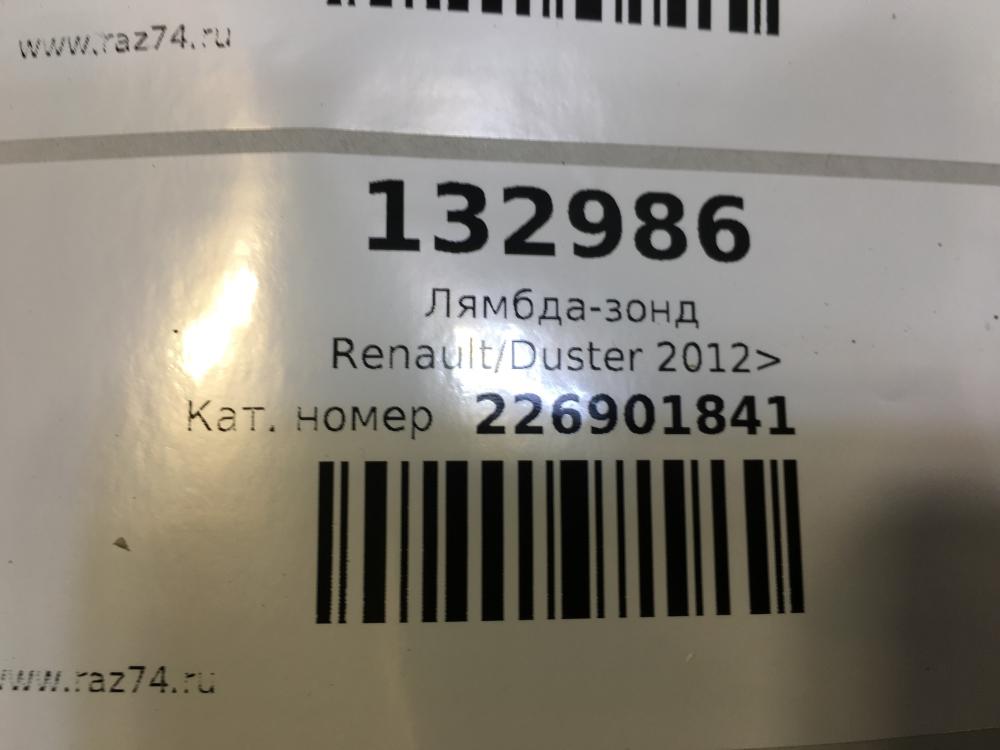 www.raz74.ru
132986
Лямбда-зонд
Renault/Duster 2012>
Кат. номер 226901841
www.raz74.ru